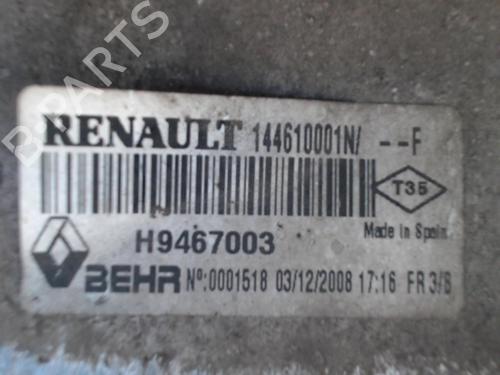 B-PARTS
RENAULT 144610001N/ --F
T35
H9467003
Made in Spain
BEHR Nº:0001518 03/12/2008 17:16 FR 3/B